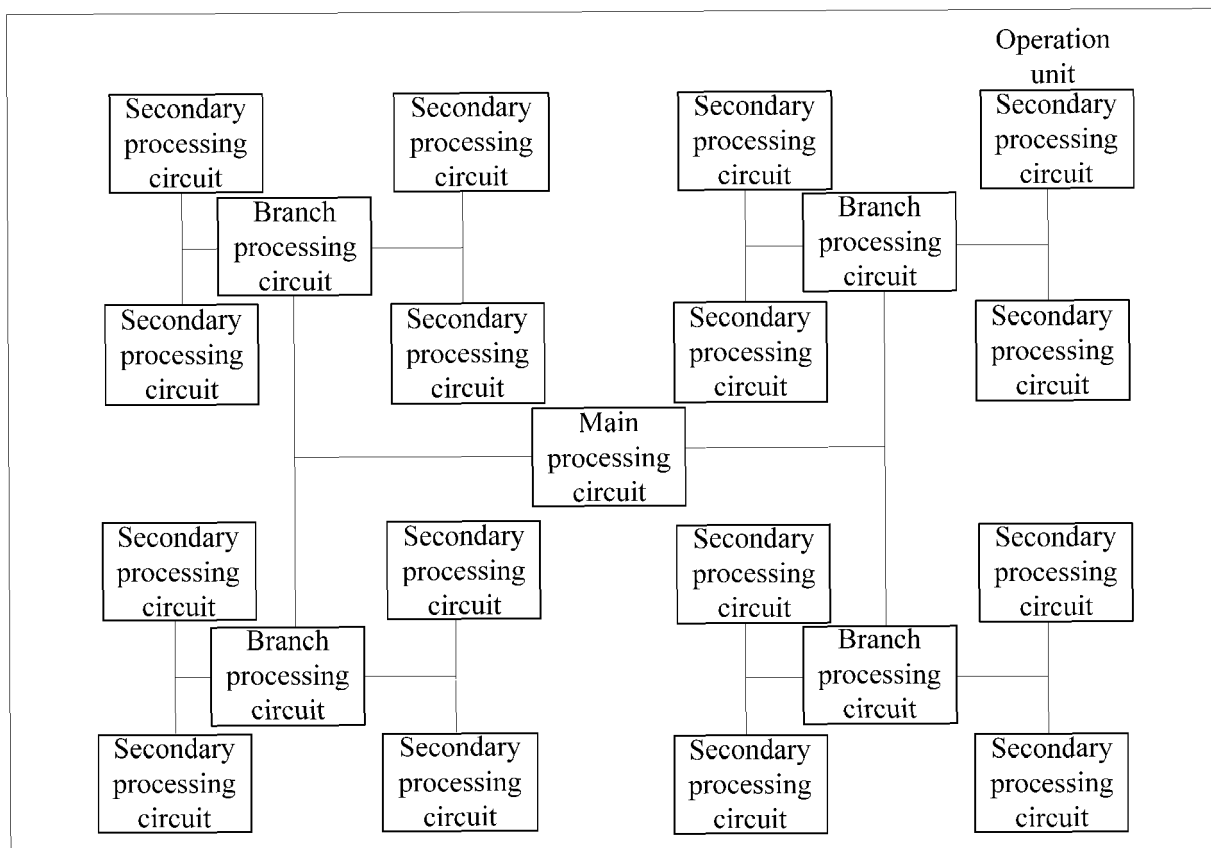 Operation
unit
Secondary
processing
circuit
Secondary
processing
circuit
Secondary
processing
circuit
Secondary
processing
circuit
Branch
processing
circuit
Branch
processing
circuit
Secondary
processing
circuit
Secondary
processing
circuit
Secondary
processing
circuit
Secondary
processing
circuit
Main
processing
circuit
Secondary
processing
circuit
Secondary
processing
circuit
Secondary
processing
circuit
Secondary
processing
circuit
Branch
processing
circuit
Branch
processing
circuit
Secondary
processing
circuit
Secondary
processing
circuit
Secondary
processing
circuit
Secondary
processing
circuit